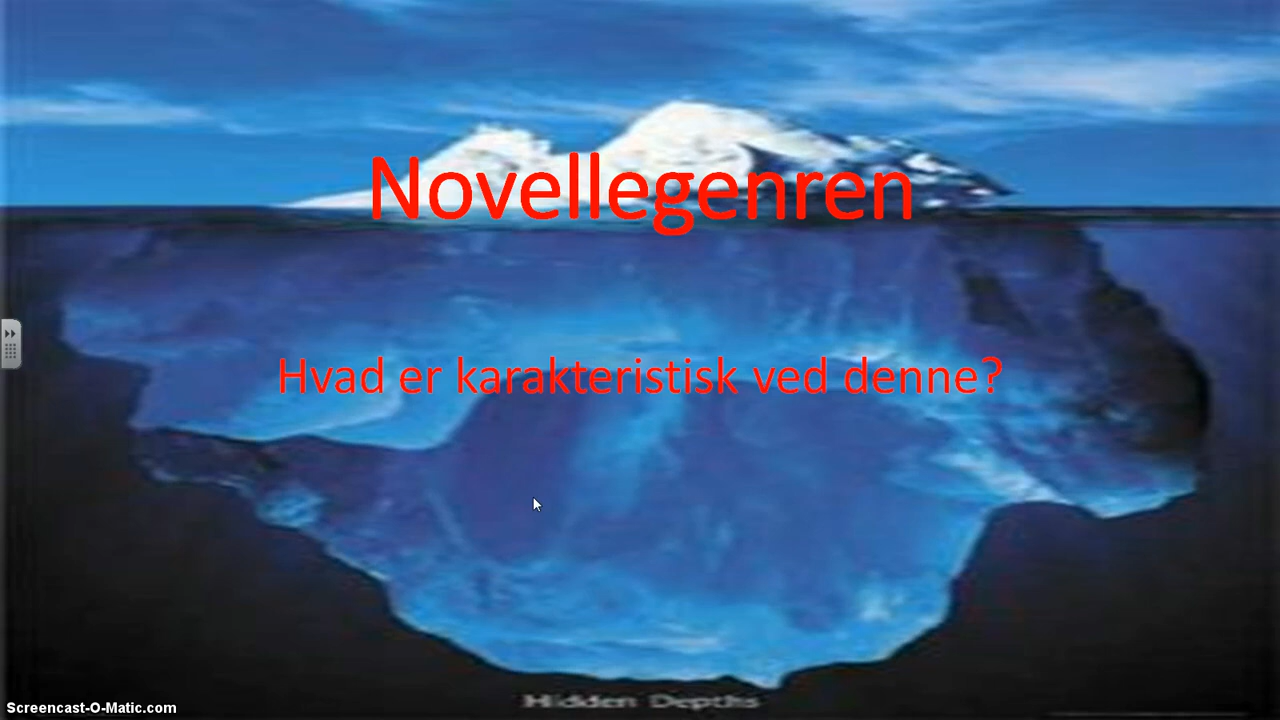 Novellegenren
Hvad er karakteristisk ved denne?
Hidden Depths
Screencast-O-Matic.com